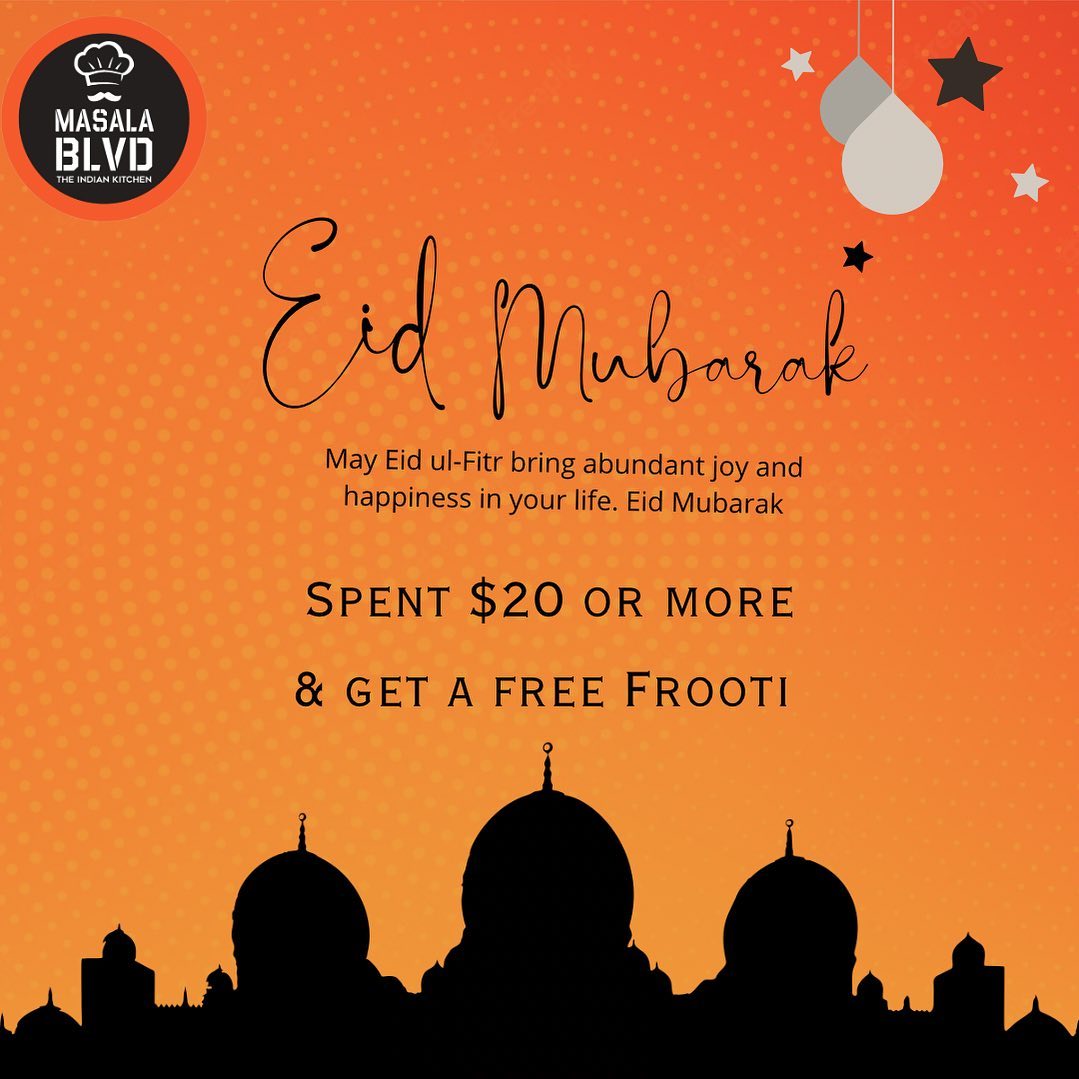 MASALA
BLVD
THE INDIAN KITCHEN
Eid Mubarak
May Eid ul-Fitr bring abundant joy and
happiness in your life. Eid Mubarak
SPENT $20 OR MORE
& GET A FREE FROOTI